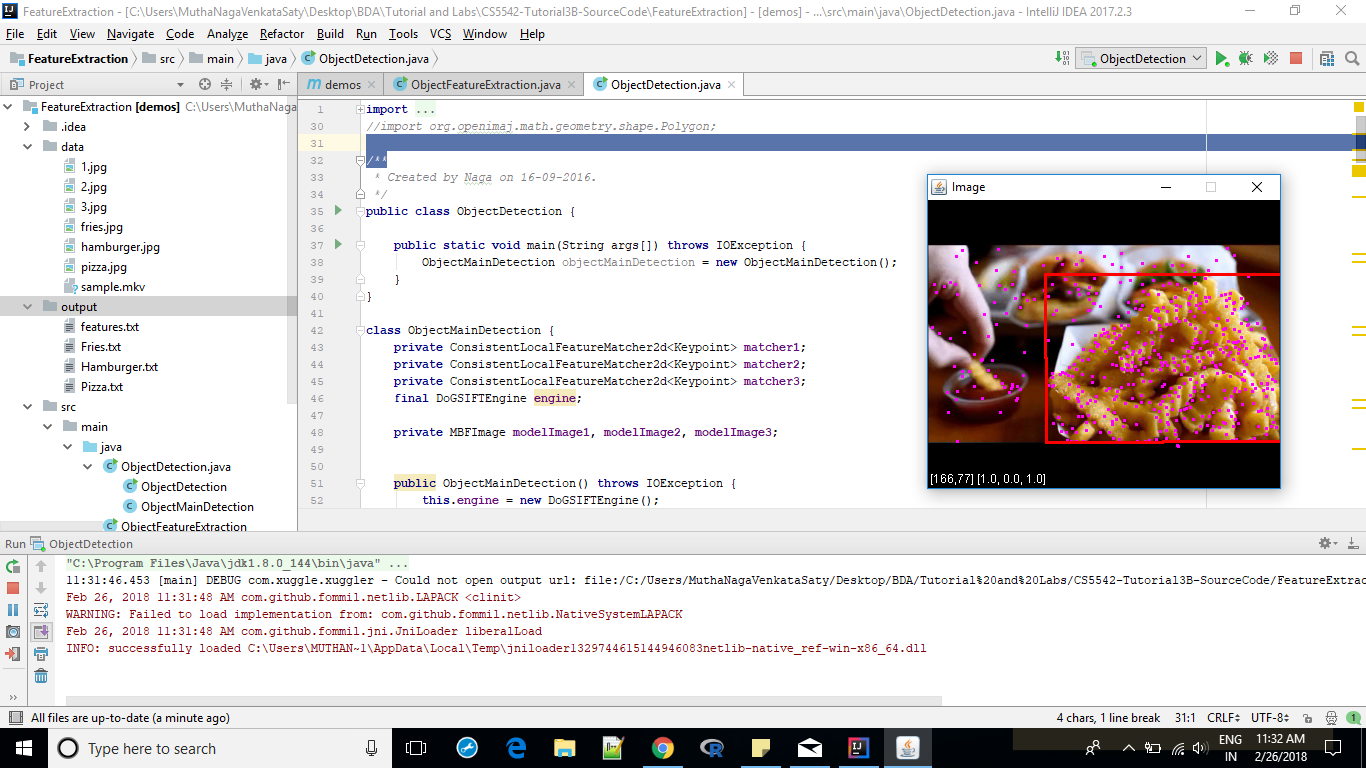 FeatureExtraction - [C:\Users\MuthaNagaVenkataSaty\Desktop\BDA\Tutorial and Labs\CS5542-Tutorial3B-SourceCode\FeatureExtraction] - [demos] - ...\src\main\java\ObjectDetection.java - IntelliJ IDEA 2017.2.3
File Edit View Navigate Code Analyze Refactor Build Run Tools VCS Window Help
FeatureExtraction src main java ObjectDetection.java ObjectDetection
Project
demos ObjectFeatureExtraction.java ObjectDetection.java
FeatureExtraction [demos] C:\Users\MuthaNaga
.idea
data
1.jpg
2.jpg
3.jpg
fries.jpg
hamburger.jpg
pizza.jpg
sample.mkv
output
features.txt
Fries.txt
Hamburger.txt
Pizza.txt
src
main
java
ObjectDetection.java
ObjectDetection
ObjectMainDetection
ObjectFeatureExtraction
1 import ...
30 //import org.openimaj.math.geometry.shape.Polygon;
31
32 /**
33 * Created by Naga on 16-09-2016.
34 */
35 public class ObjectDetection {
36
37 public static void main(String args[]) throws IOException {
38 ObjectMainDetection objectMainDetection = new ObjectMainDetection();
39 }
40 }
41
42 class ObjectMainDetection {
43 private ConsistentLocalFeatureMatcher2d<Keypoint> matcher1;
44 private ConsistentLocalFeatureMatcher2d<Keypoint> matcher2;
45 private ConsistentLocalFeatureMatcher2d<Keypoint> matcher3;
46 final DoGSIFTEngine engine;
47
48 private MBFImage modelImage1, modelImage2, modelImage3;
49
50
51 public ObjectMainDetection() throws IOException {
52 this.engine = new DoGSIFTEngine();
Image
[166,77] [1.0, 0.0, 1.0]
Run ObjectDetection
"C:\Program Files\Java\jdk1.8.0_144\bin\java" ...
11:31:46.453 [main] DEBUG com.xuggle.xuggler - Could not open output url: file:/C:/Users/MuthaNagaVenkataSaty/Desktop/BDA/Tutorial%20and%20Labs/CS5542-Tutorial3B-SourceCode/FeatureExtrac
Feb 26, 2018 11:31:48 AM com.github.fommil.netlib.LAPACK <clinit>
WARNING: Failed to load implementation from: com.github.fommil.netlib.NativeSystemLAPACK
Feb 26, 2018 11:31:48 AM com.github.fommil.jni.JniLoader liberalLoad
INFO: successfully loaded C:\Users\MUTHAN~1\AppData\Local\Temp\jniloader1329744615144946083netlib-native_ref-win-x86_64.dll
All files are up-to-date (a minute ago) 4 chars, 1 line break 31:1 CRLF UTF-8 1
Type here to search
ENG 11:32 AM
IN 2/26/2018